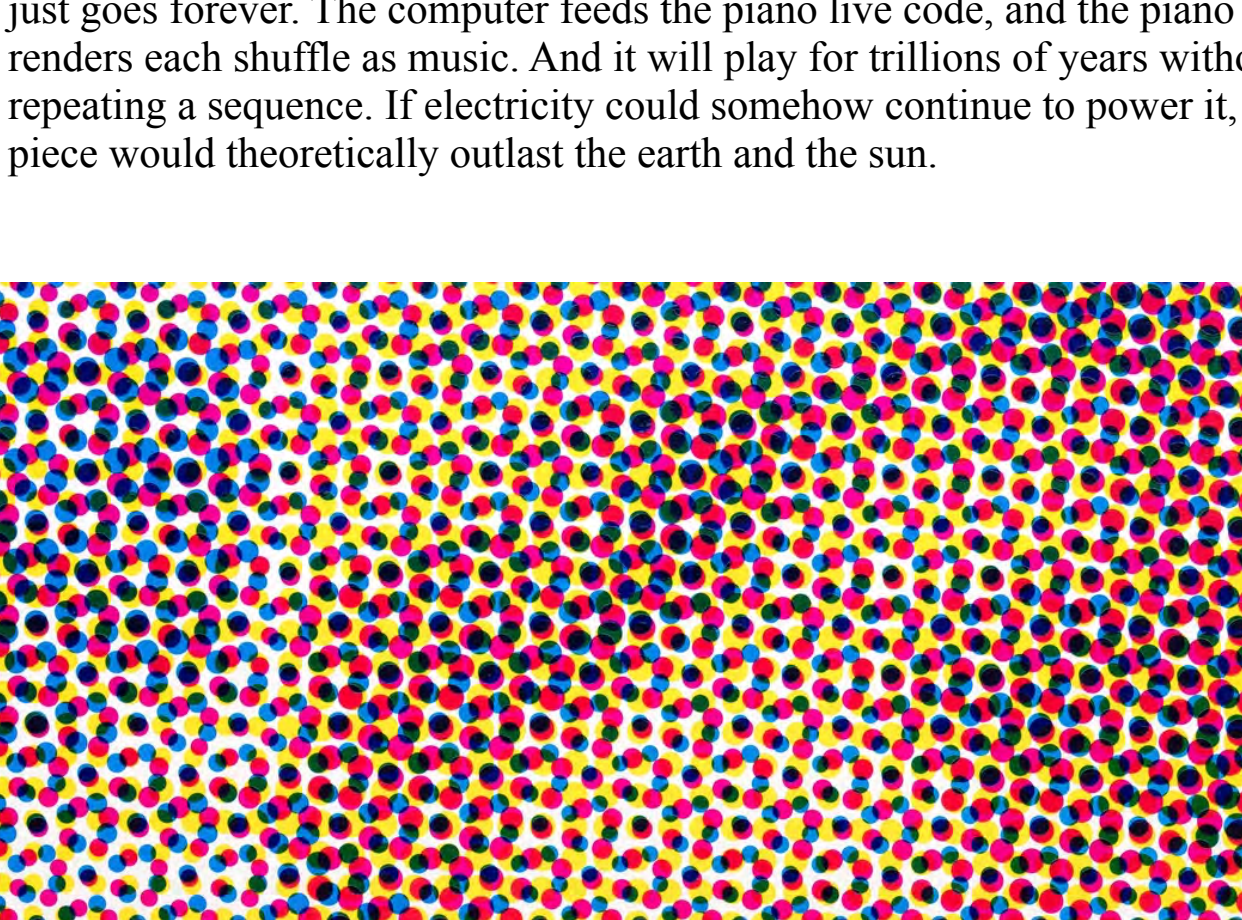 just goes forever. The computer feeds the piano live code, and the piano
renders each shuffle as music. And it will play for trillions of years witho
repeating a sequence. If electricity could somehow continue to power it,
piece would theoretically outlast the earth and the sun.